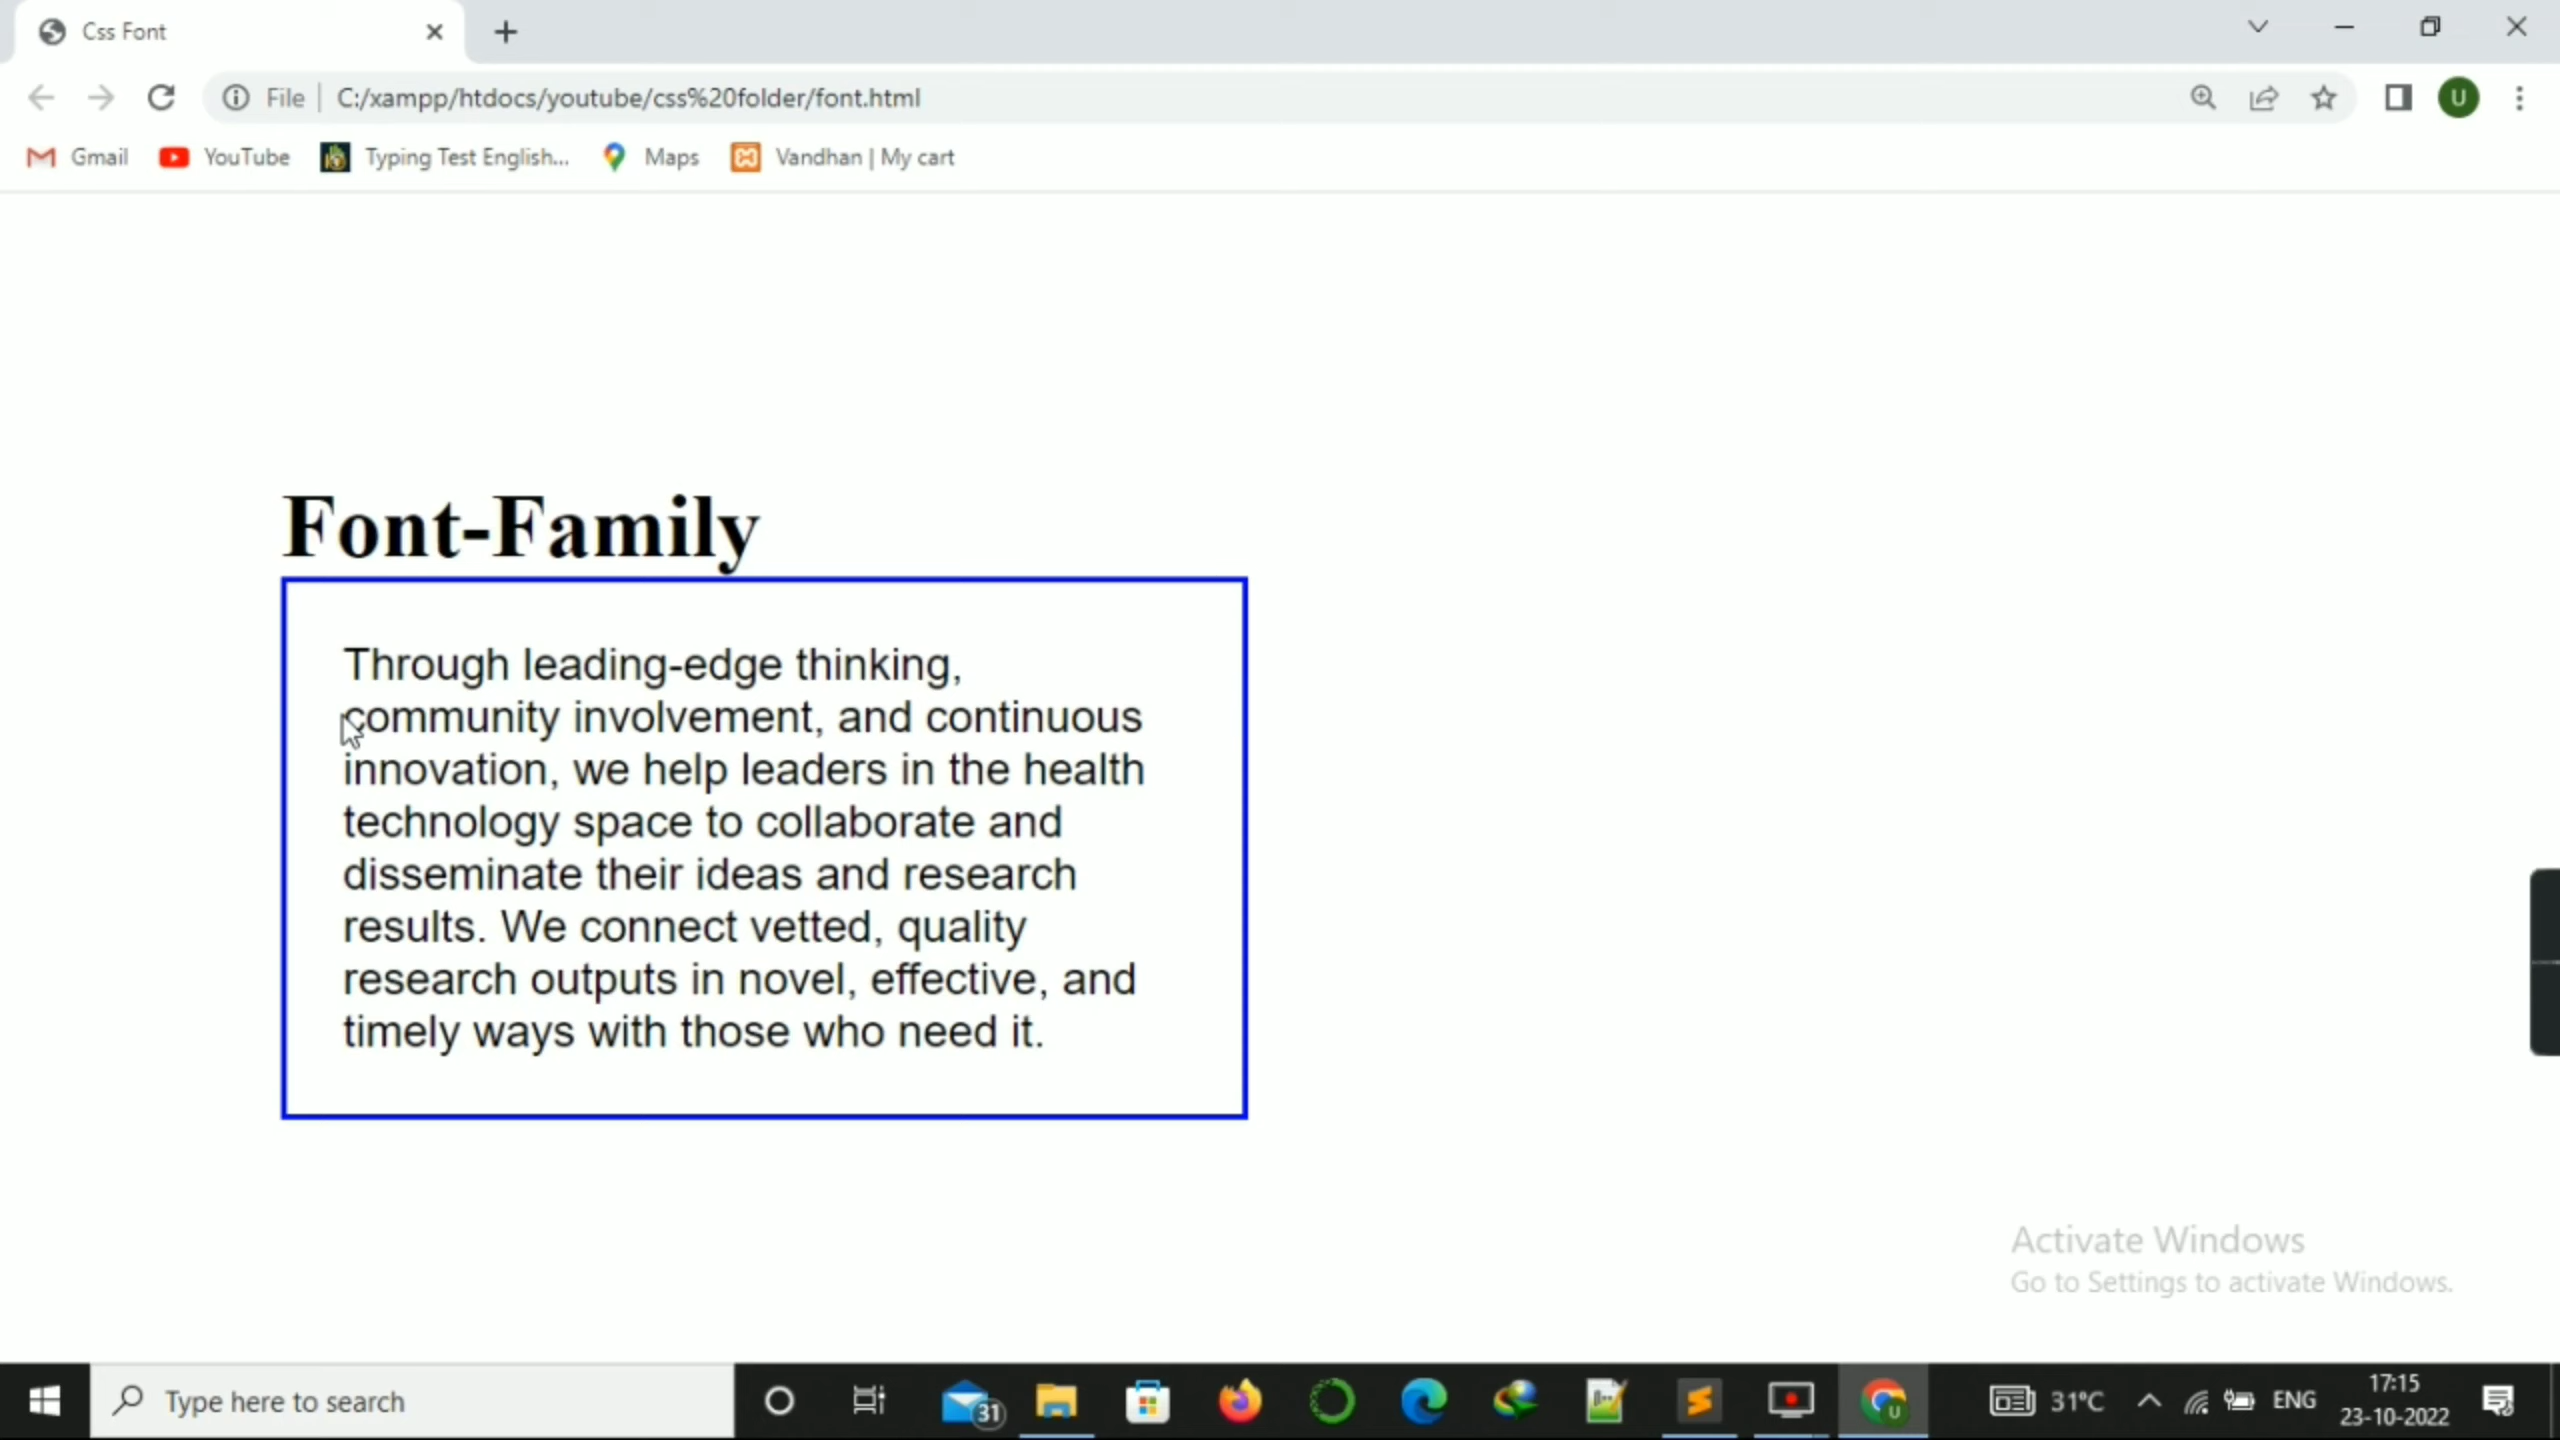 Css Font
File
C:/xampp/htdocs/youtube/css%20folder/font.html
U
Gmail
YouTube
Typing Test English...
Maps
Vandhan | My cart
Font-Family
Through leading-edge thinking,
community involvement, and continuous
innovation, we help leaders in the health
technology space to collaborate and
disseminate their ideas and research
results. We connect vetted, quality
research outputs in novel, effective, and
timely ways with those who need it.
Activate Windows
Go to Settings to activate Windows.
Type here to search
31
U
31°C
ENG
17:15
23-10-2022